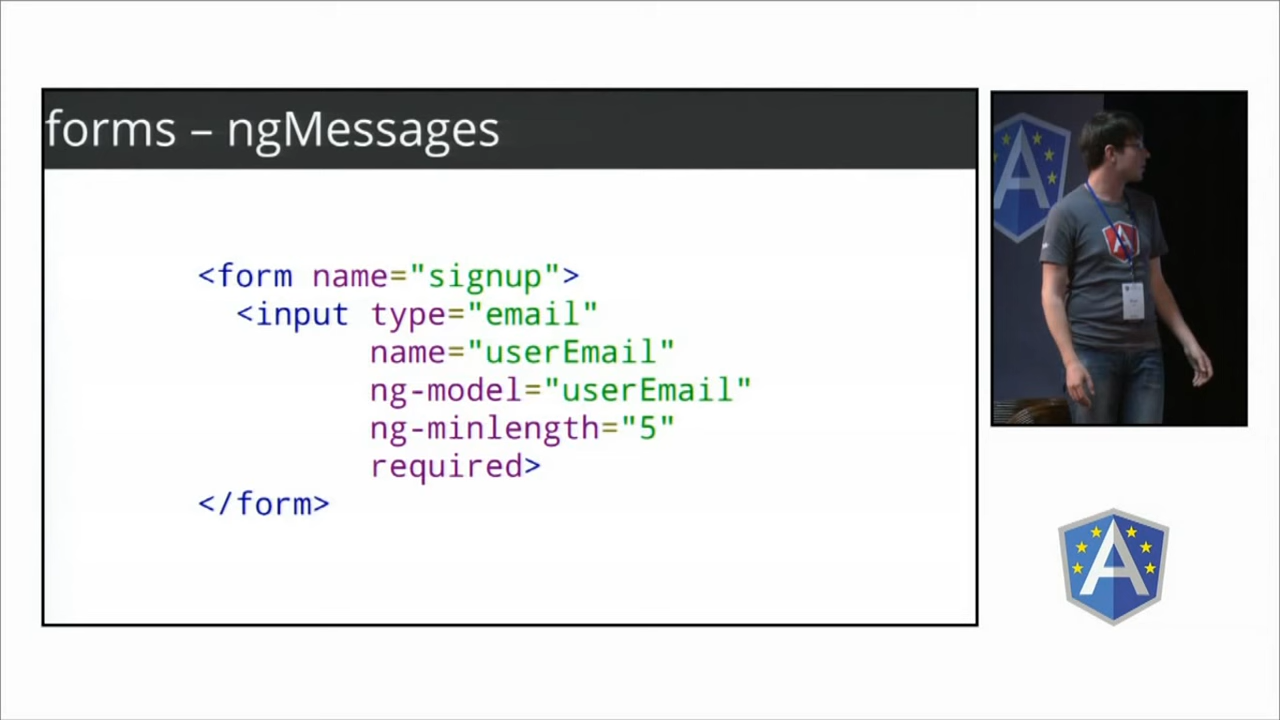 forms – ngMessages
<form name="signup">
  <input type="email"
         name="userEmail"
         ng-model="userEmail"
         ng-minlength="5"
         required>
</form>